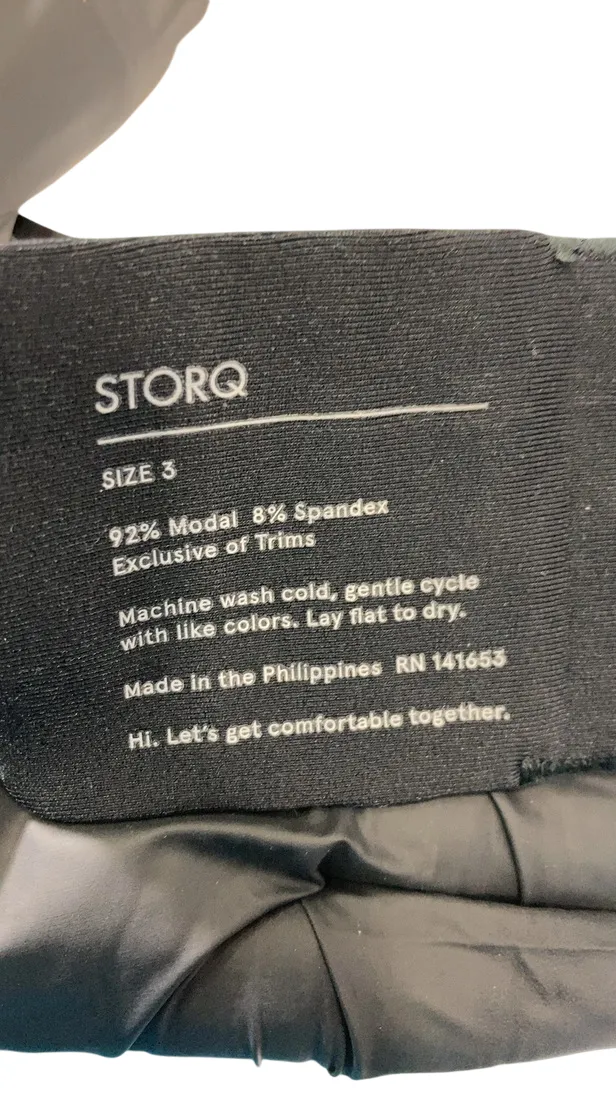 STORQ
SIZE 3
92% Modal 8% Spandex
Exclusive of Trims
Machine wash cold, gentle cycle
with like colors. Lay flat to dry.
Made in the Philippines RN 141653
Hi. Let's get comfortable together.